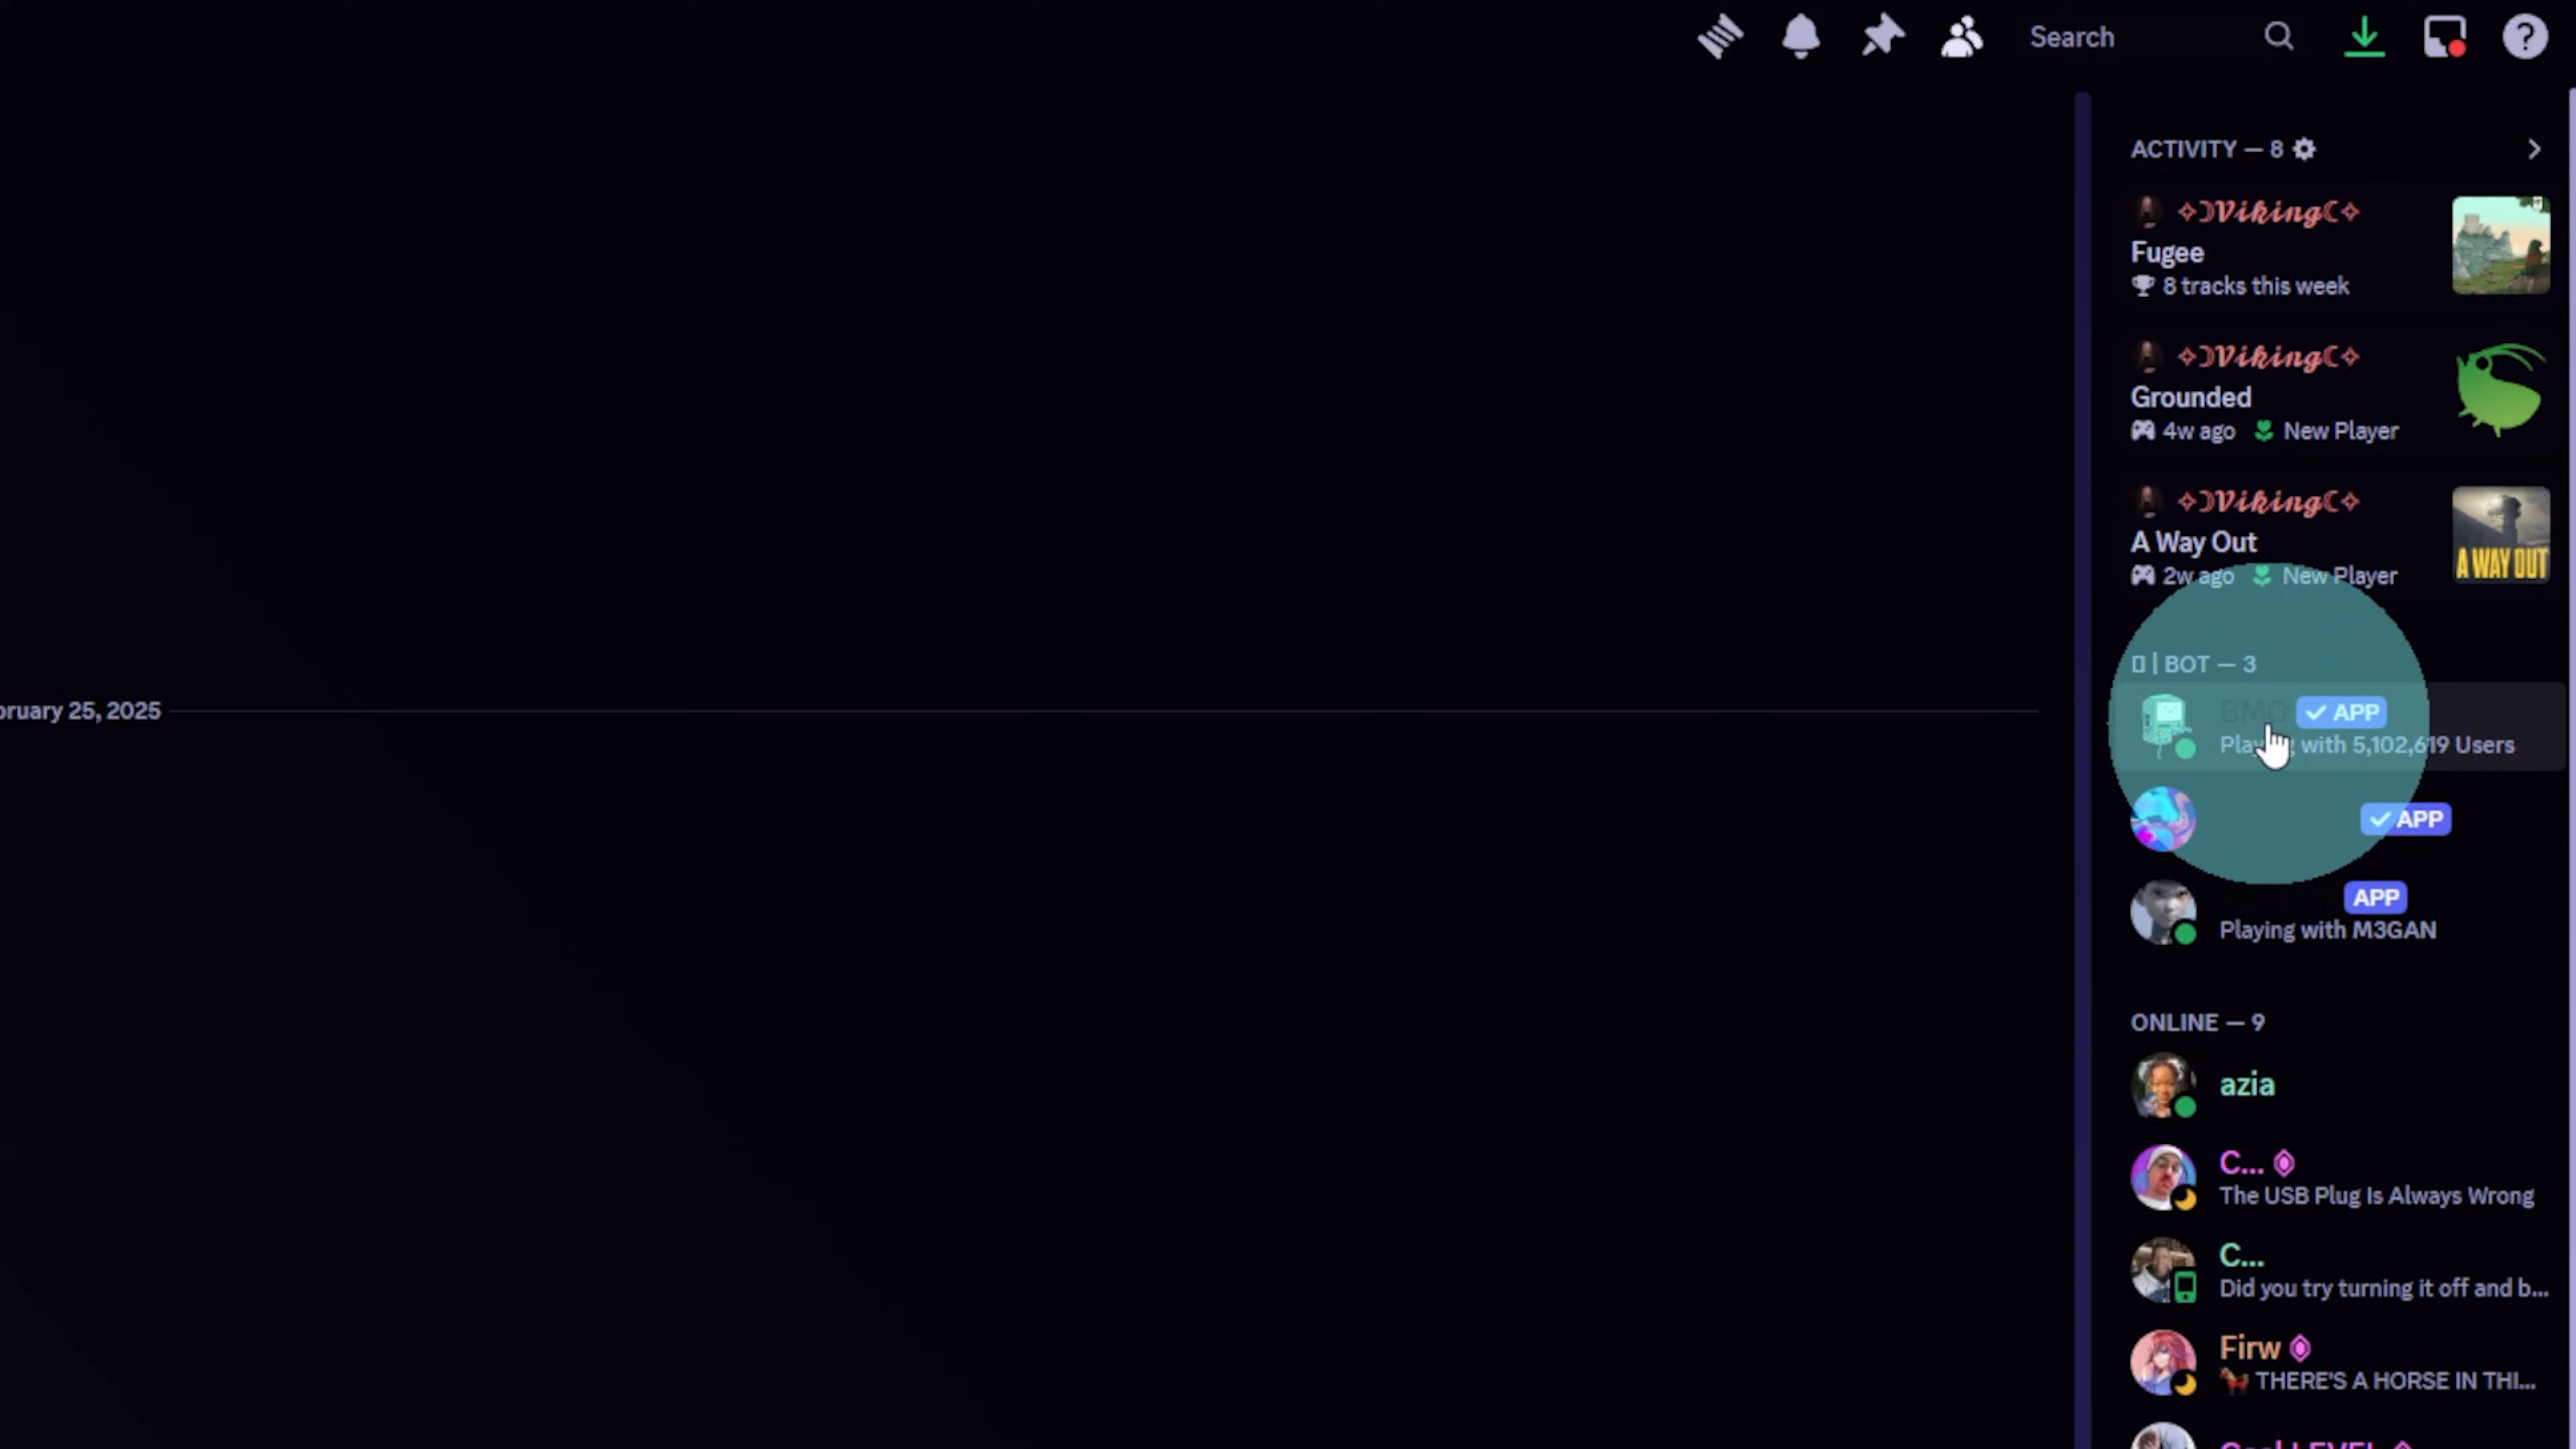 Search
ACTIVITY — 8
✧☽Viking☾✧
Fugee
8 tracks this week
✧☽Viking☾✧
Grounded
4w ago New Player
✧☽Viking☾✧
A Way Out
2w ago New Player
A WAY OUT
| BOT — 3
bruary 25, 2025
BMO ✓ APP
Playing with 5,102,619 Users
✓ APP
APP
Playing with M3GAN
ONLINE — 9
azia
C...
The USB Plug Is Always Wrong
C...
Did you try turning it off and b...
Firw
THERE'S A HORSE IN THI...